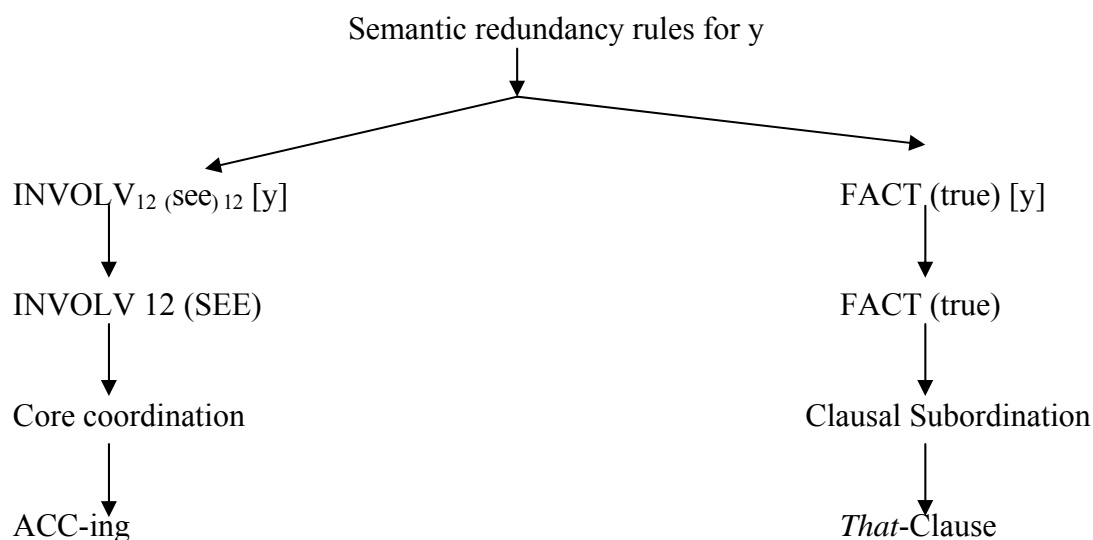 Semantic redundancy rules for y
INVOLV12 (see) 12 [y] FACT (true) [y]
INVOLV 12 (SEE) FACT (true)
Core coordination Clausal Subordination
ACC-ing That-Clause